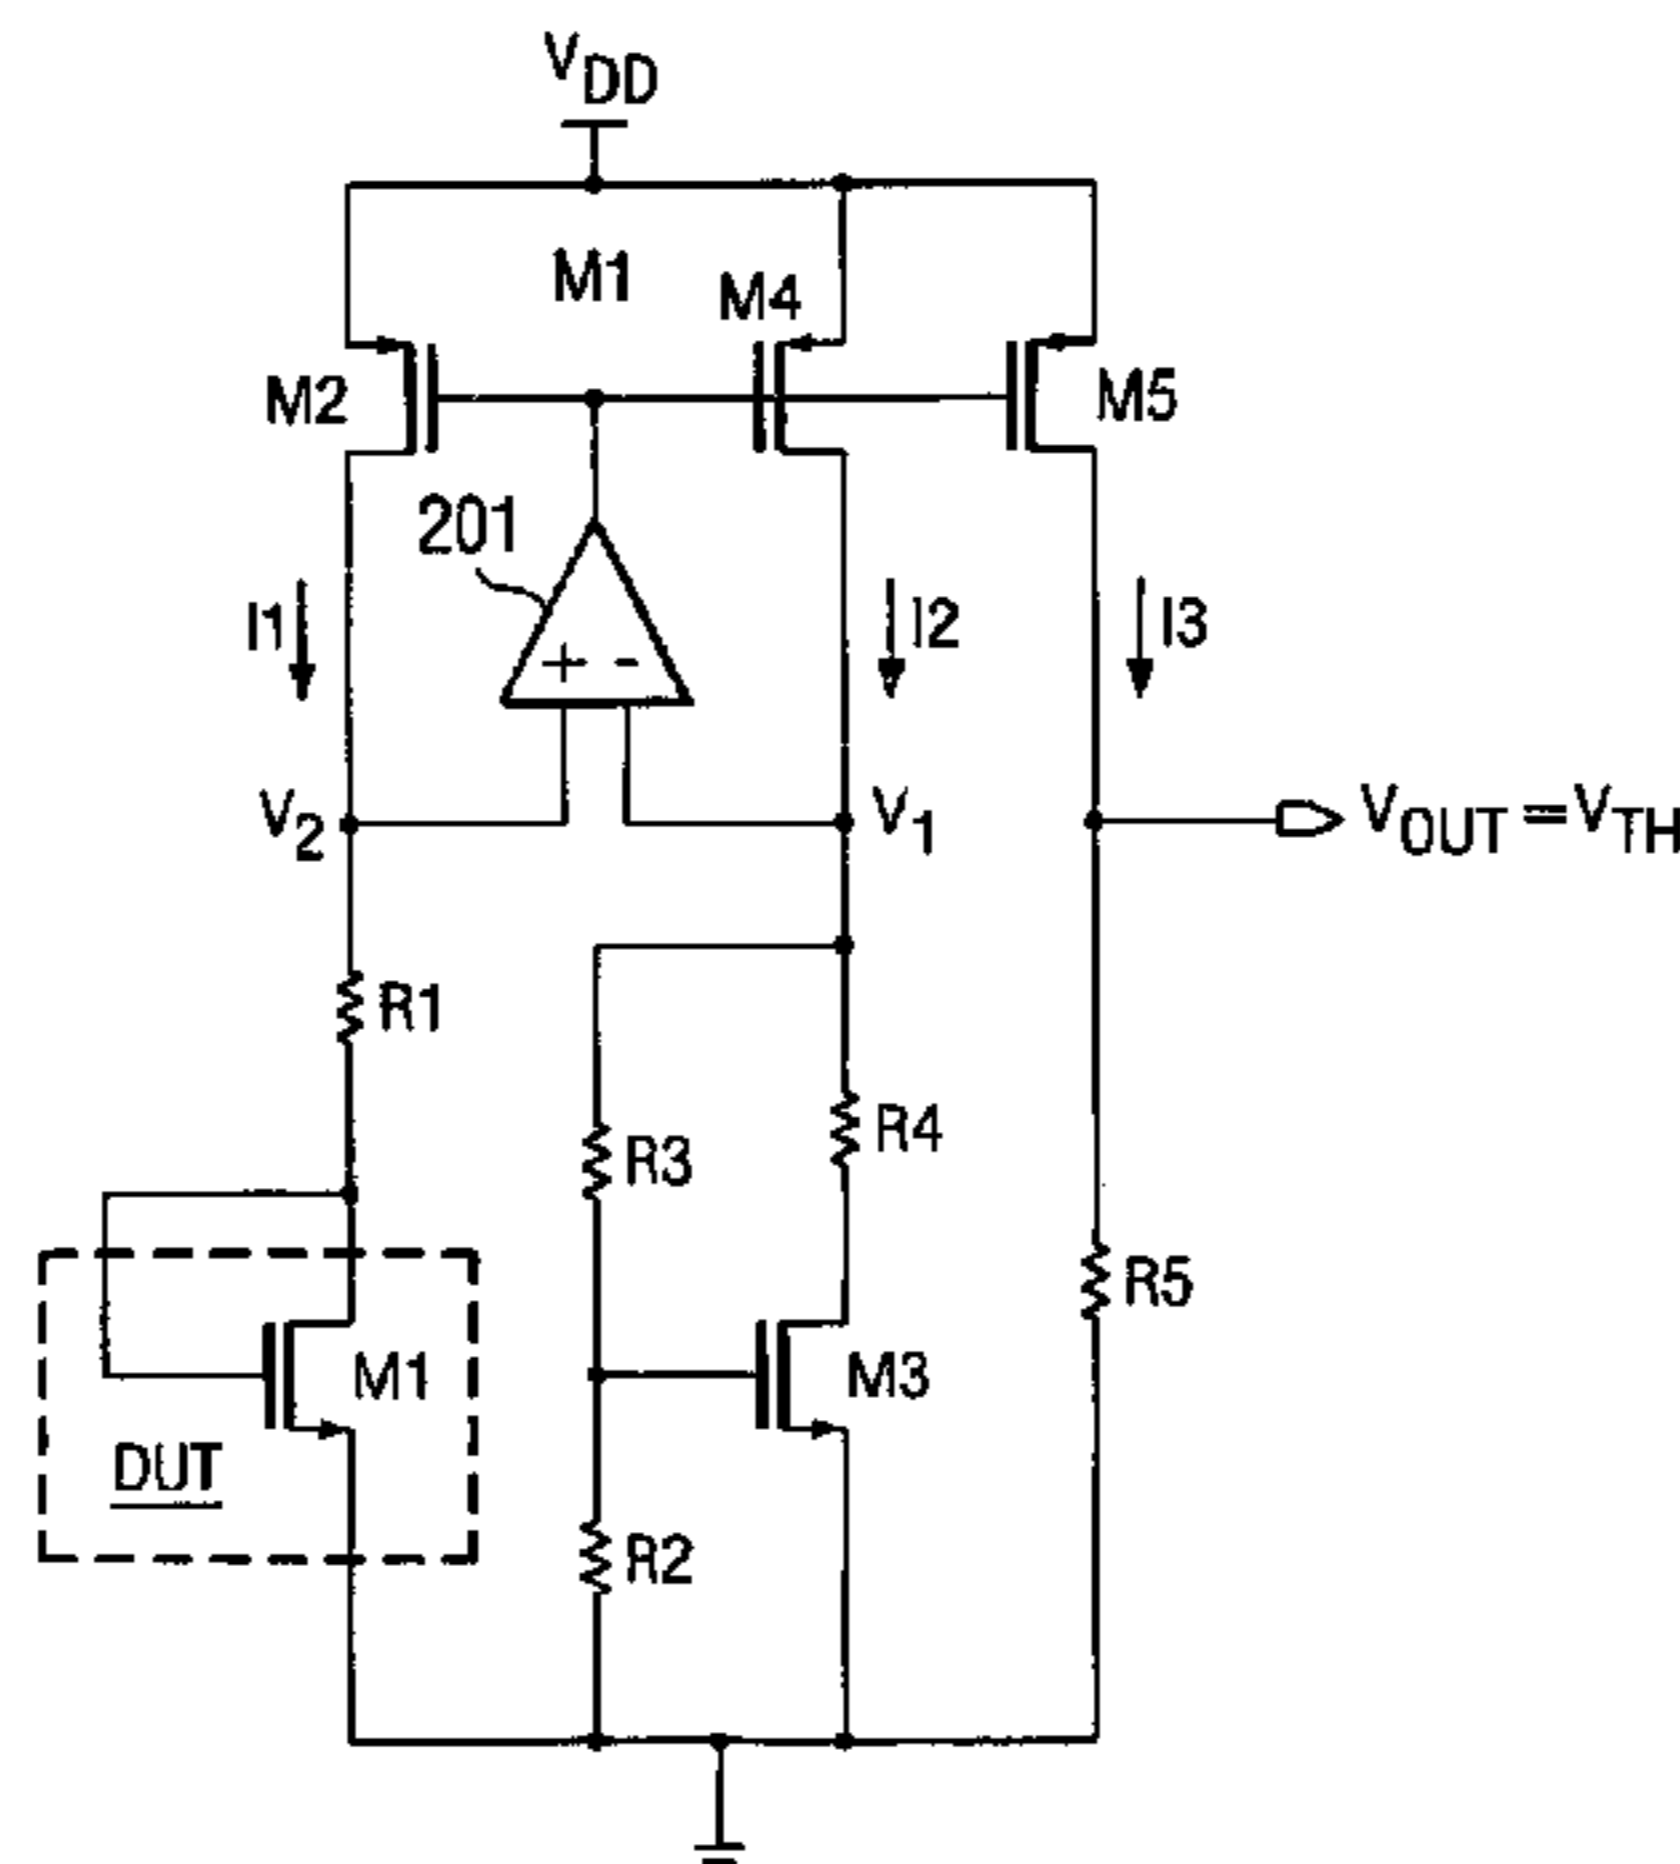 VDD
M1
M4
M2
M5
201
I1
I2
I3
+ -
V2
V1
VOUT = VTH
R1
R3
R4
R5
M1
M3
DUT
R2